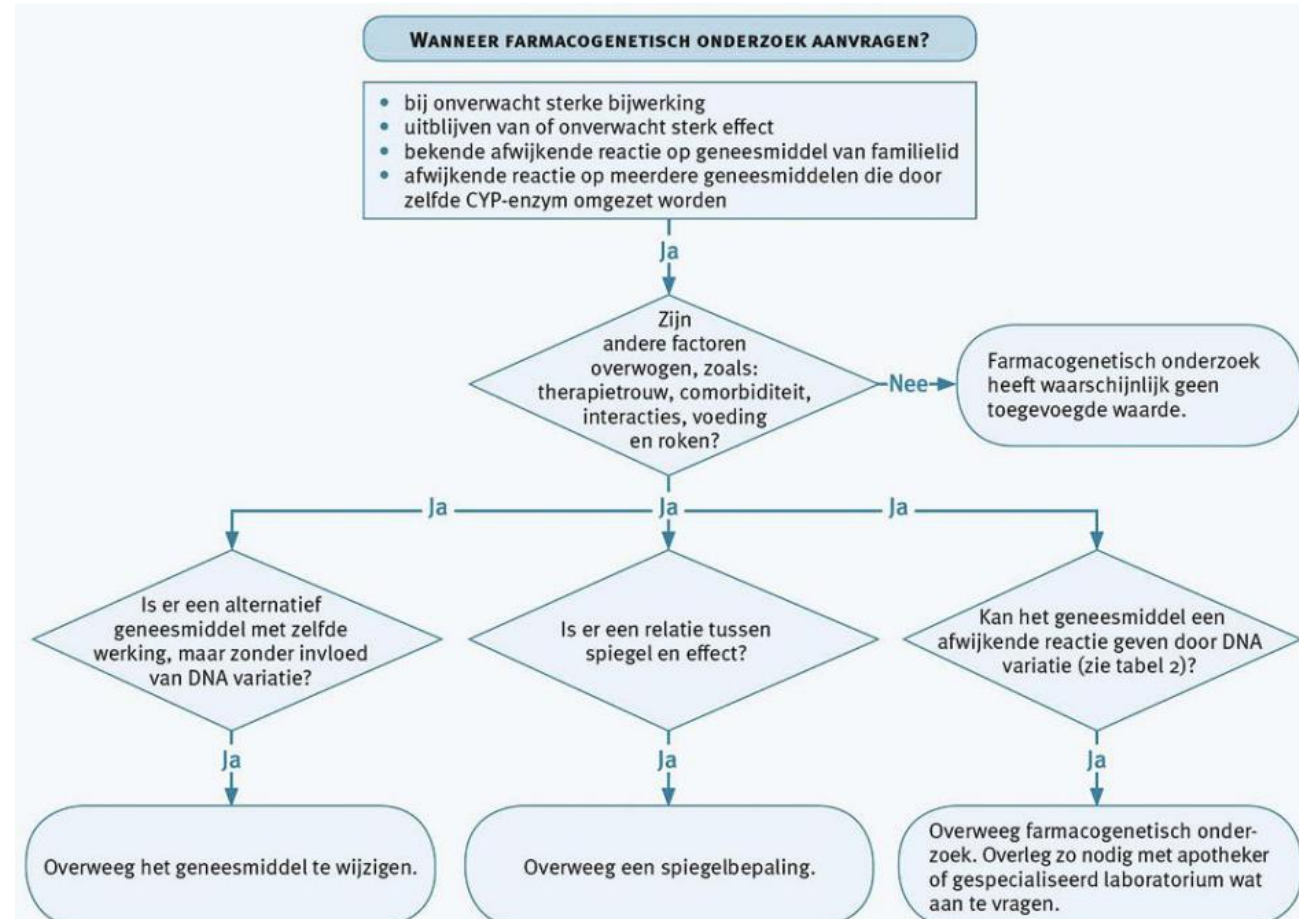 WANNEER FARMACOGENETISCH ONDERZOEK AANVRAGEN?
• bij onverwacht sterke bijwerking
• uitblijven van of onverwacht sterk effect
• bekende afwijkende reactie op geneesmiddel van familielid
• afwijkende reactie op meerdere geneesmiddelen die door
zelfde CYP-enzym omgezet worden
Ja
Zijn
andere factoren
overwogen, zoals:
therapietrouw, comorbiditeit,
interacties, voeding
en roken?
Nee
Farmacogenetisch onderzoek
heeft waarschijnlijk geen
toegevoegde waarde.
Ja
Ja
Ja
Is er een alternatief
geneesmiddel met zelfde
werking, maar zonder invloed
van DNA variatie?
Is er een relatie tussen
spiegel en effect?
Kan het geneesmiddel een
afwijkende reactie geven door DNA
variatie (zie tabel 2)?
Ja
Ja
Ja
Overweeg het geneesmiddel te wijzigen.
Overweeg een spiegelbepaling.
Overweeg farmacogenetisch onder-
zoek. Overleg zo nodig met apotheker
of gespecialiseerd laboratorium wat
aan te vragen.